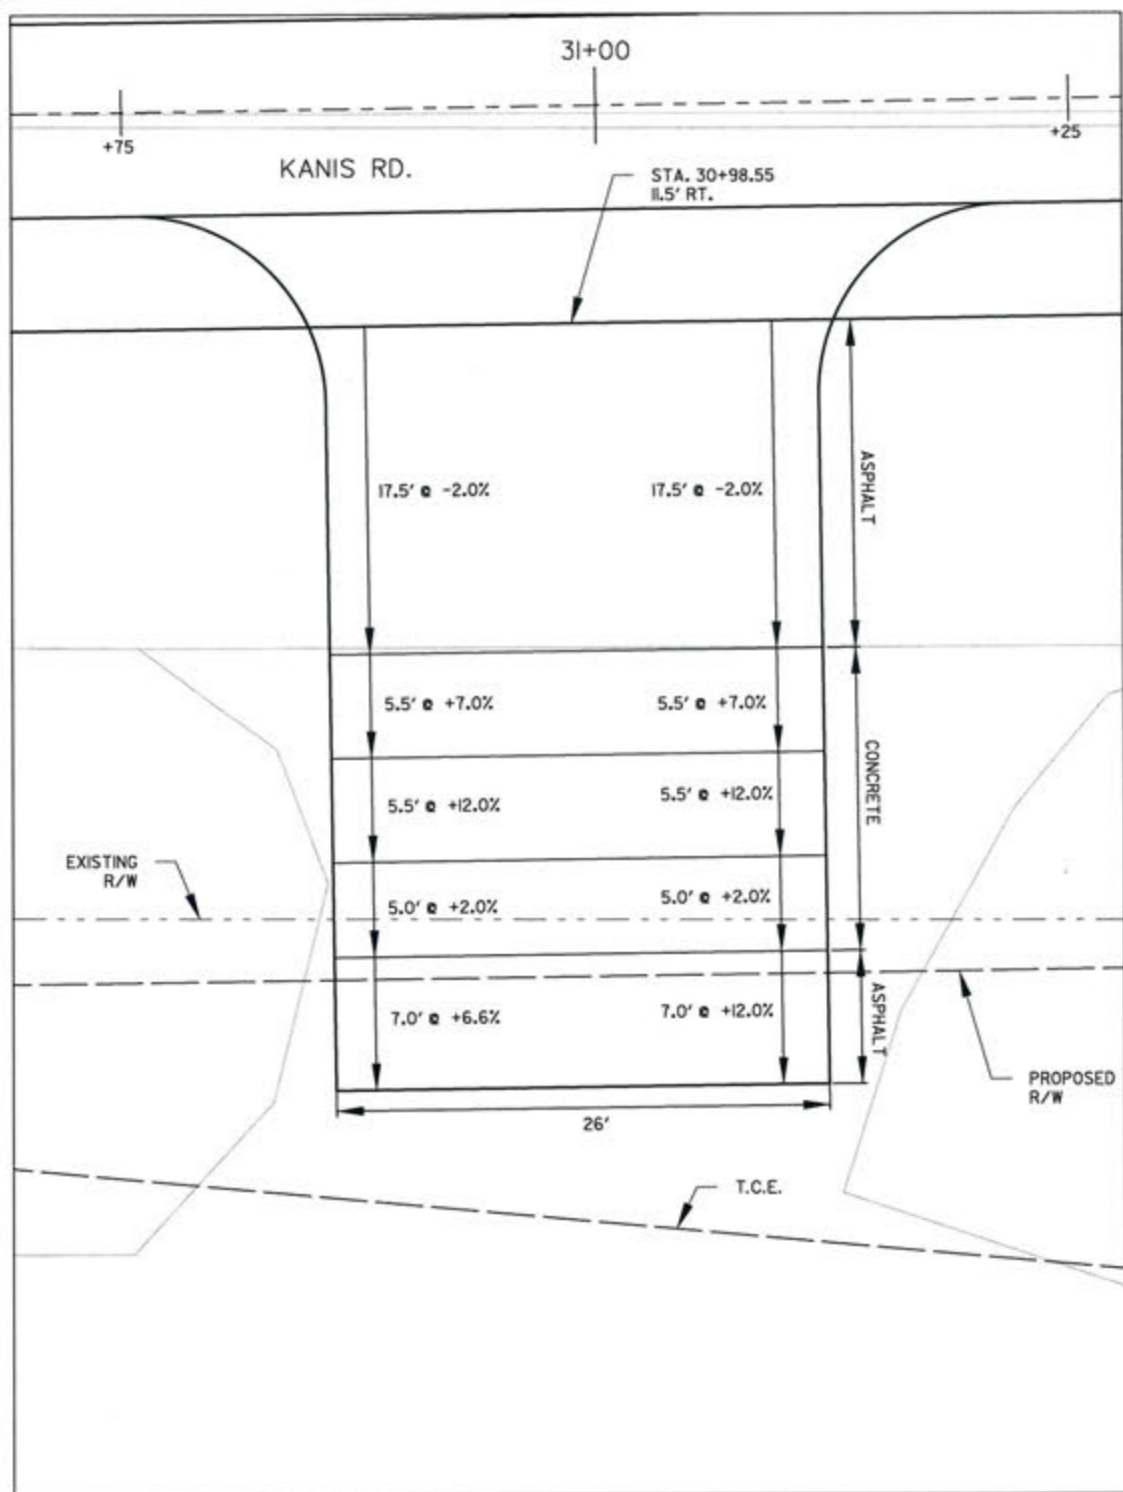 31+00
+75
+25
KANIS RD.
STA. 30+98.55
11.5' RT.
17.5' @ -2.0%
17.5' @ -2.0%
ASPHALT
5.5' @ +7.0%
5.5' @ +7.0%
CONCRETE
5.5' @ +12.0%
5.5' @ +12.0%
EXISTING
R/W
5.0' @ +2.0%
5.0' @ +2.0%
7.0' @ +6.6%
7.0' @ +12.0%
ASPHALT
PROPOSED
R/W
26'
T.C.E.